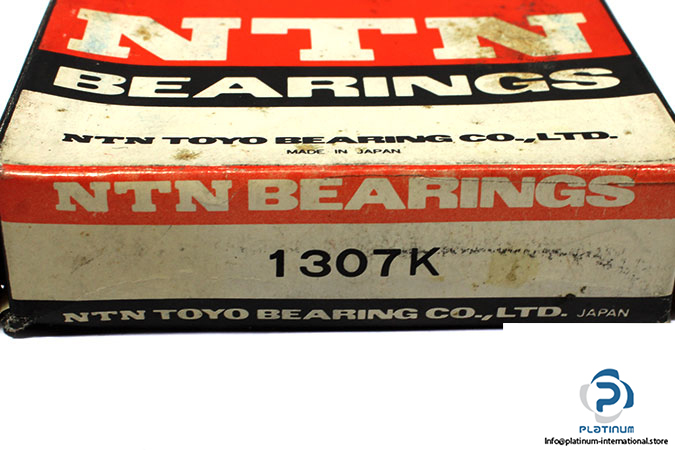 NTN
BEARINGS
NTN TOYO BEARING CO.,LTD.
MADE IN JAPAN
NTN BEARINGS
1307K
NTN TOYO BEARING CO.,LTD. JAPAN
PLATINUM
Info@platinum-international.store